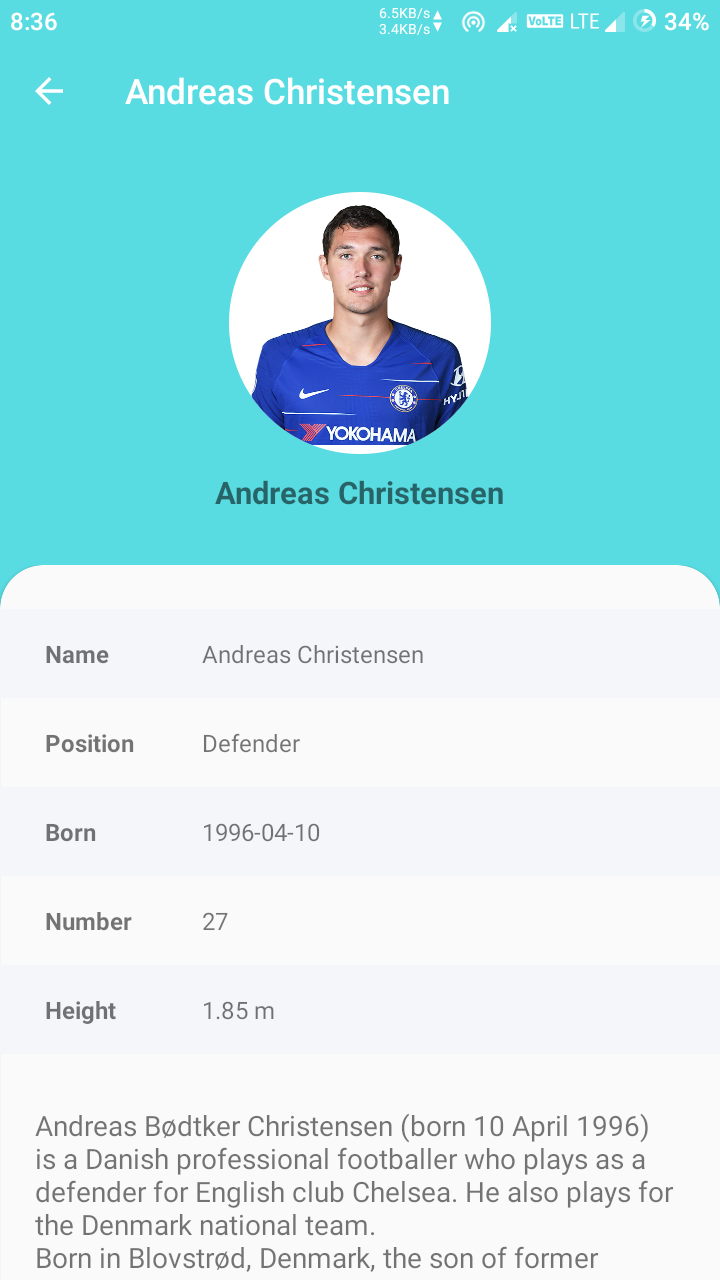 8:36
6.5KB/s
3.4KB/s
VoLTE LTE 34%
Andreas Christensen
CHELSEA
YOKOHAMA
Andreas Christensen
Name Andreas Christensen
Position Defender
Born 1996-04-10
Number 27
Height 1.85 m
Andreas Bødtker Christensen (born 10 April 1996)
is a Danish professional footballer who plays as a
defender for English club Chelsea. He also plays for
the Denmark national team.
Born in Blovstrød, Denmark, the son of former